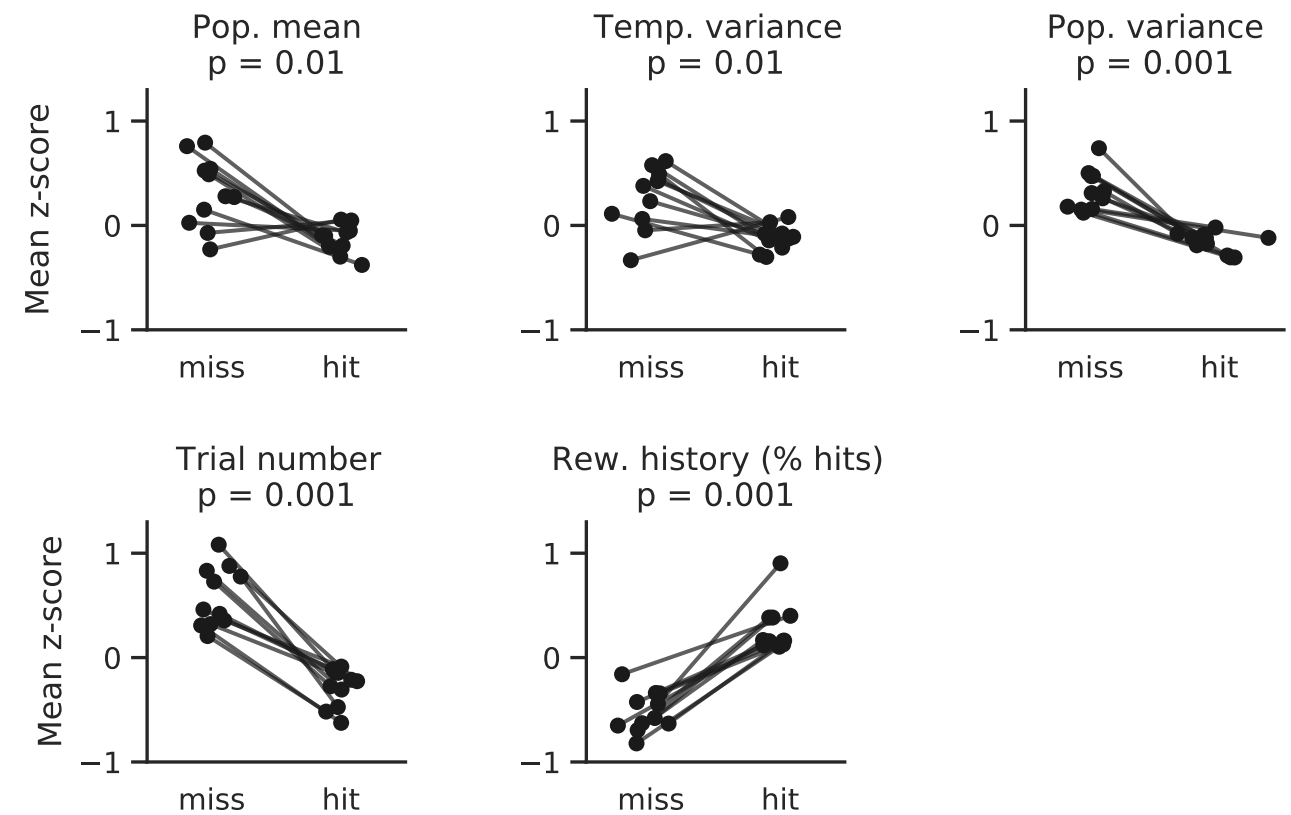 Pop. mean
p = 0.01
Temp. variance
p = 0.01
Pop. variance
p = 0.001
Mean z-score
1
0
−1
miss hit
1
0
−1
miss hit
1
0
−1
miss hit
Trial number
p = 0.001
Rew. history (% hits)
p = 0.001
Mean z-score
1
0
−1
miss hit
1
0
−1
miss hit